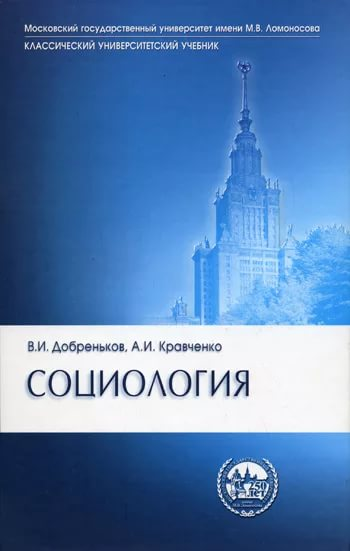 Московский государственный университет имени М.В. Ломоносова
КЛАССИЧЕСКИЙ УНИВЕРСИТЕТСКИЙ УЧЕБНИК
В.И. Добреньков, А.И. Кравченко
СОЦИОЛОГИЯ
250
ЛЕТ